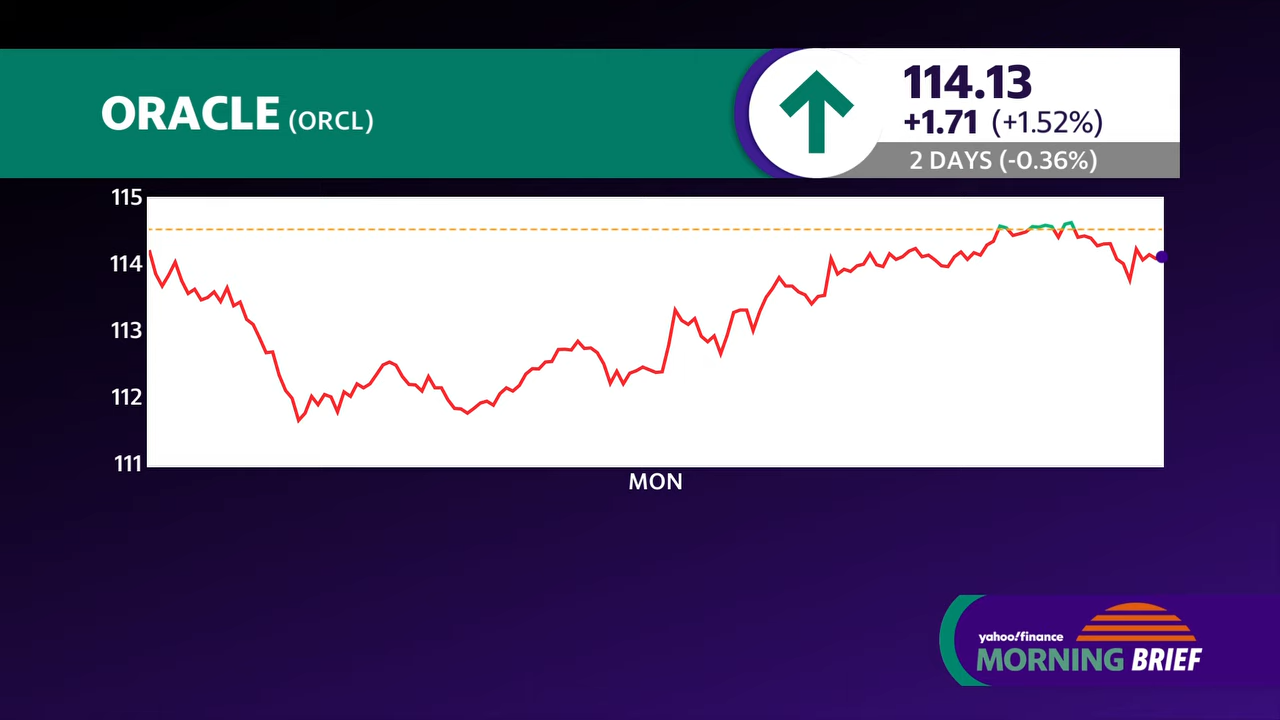 ORACLE (ORCL)
114.13
+1.71 (+1.52%)
2 DAYS (-0.36%)
115
114
113
112
111
MON
yahoo!finance
MORNING BRIEF